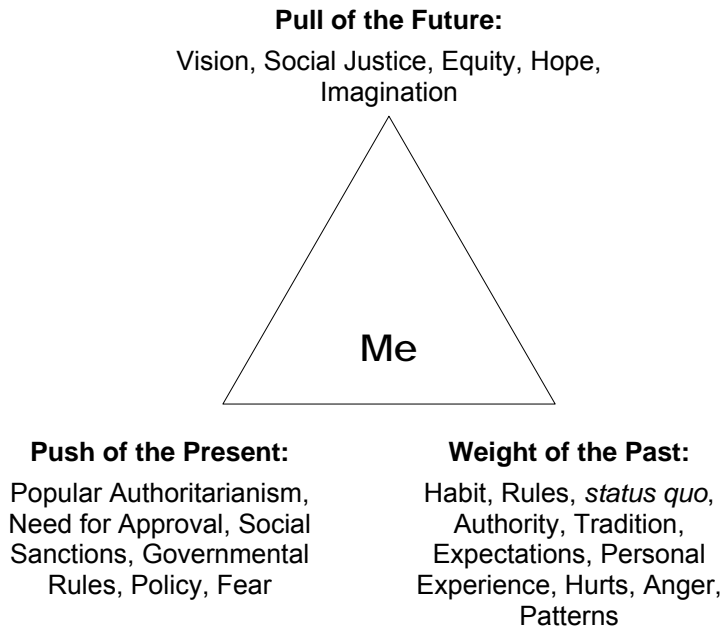 Pull of the Future:
Vision, Social Justice, Equity, Hope,
Imagination
Me
Push of the Present:
Popular Authoritarianism,
Need for Approval, Social
Sanctions, Governmental
Rules, Policy, Fear
Weight of the Past:
Habit, Rules, status quo,
Authority, Tradition,
Expectations, Personal
Experience, Hurts, Anger,
Patterns